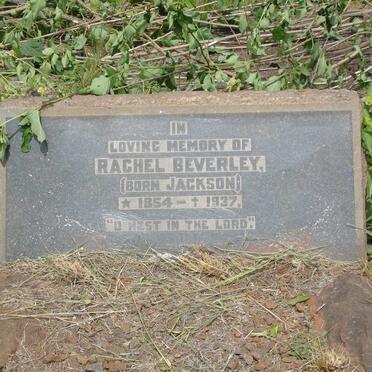 IN
LOVING MEMORY OF
RACHEL BEVERLEY,
(BORN JACKSON)
★ 1854 — ✝ 1937.
"O REST IN THE LORD."